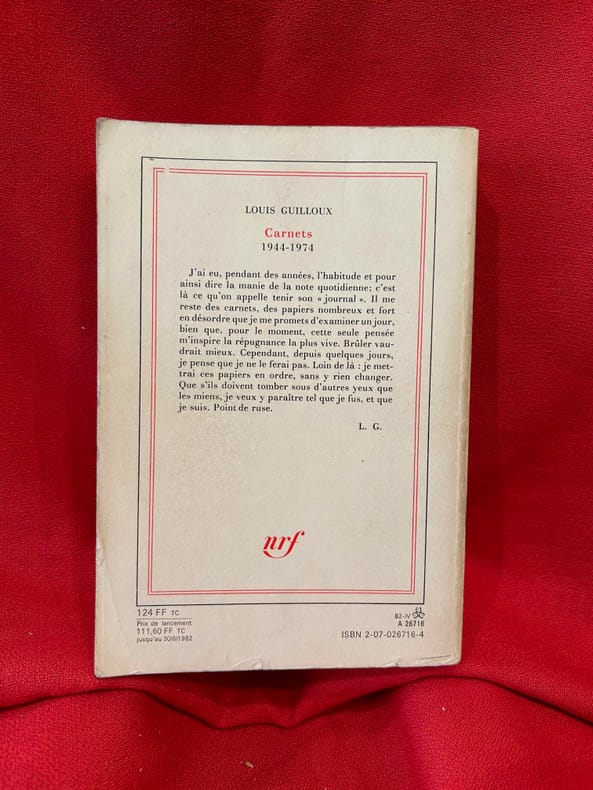 LOUIS GUILLOUX
Carnets
1944-1974
J'ai eu, pendant des années, l'habitude et pour
ainsi dire la manie de la note quotidienne; c'est
là ce qu'on appelle tenir son « journal ». Il me
reste des carnets, des papiers nombreux et fort
en désordre que je me promets d'examiner un jour,
bien que, pour le moment, cette seule pensée
m'inspire la répugnance la plus vive. Brûler vau-
drait mieux. Cependant, depuis quelques jours,
je pense que je ne le ferai pas. Loin de là : je met-
trai ces papiers en ordre, sans y rien changer.
Que s'ils doivent tomber sous d'autres yeux que
les miens, je veux y paraître tel que je fus, et que
je suis. Point de ruse.
L. G.
nrf
124 FF TC
Prix de lancement
111,60 FF TC
jusqu'au 30|6|1982
82-IV
A 26716
ISBN 2-07-026716-4